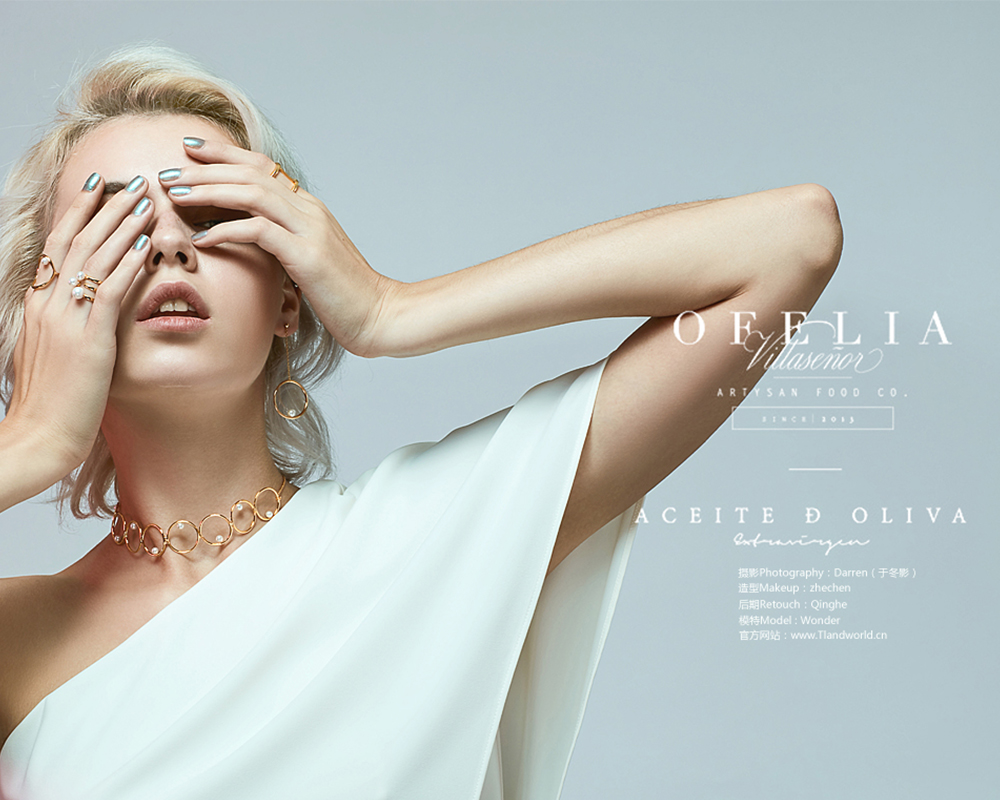 OFELIA
Villaseñor
ARTYSAN FOOD CO.
SINCE | 2013
ACEITE Đ OLIVA
Extravirgen
摄影Photography：Darren（于冬影）
造型Makeup：zhechen
后期Retouch：Qinghe
模特Model：Wonder
官方网站：www.Tlandworld.cn